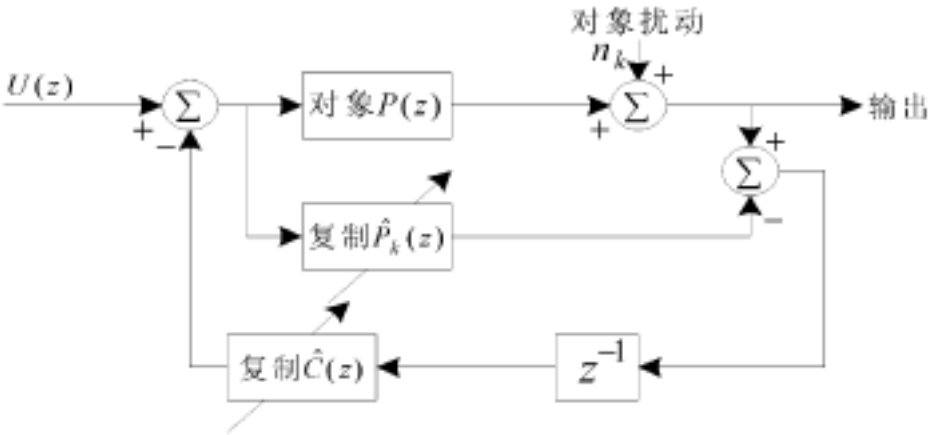 对象扰动
n_k
+
U(z)
Σ
对象P(z)
Σ
输出
+
−
+
+
Σ
−
复制P̂_k(z)
复制Ĉ(z)
z⁻¹